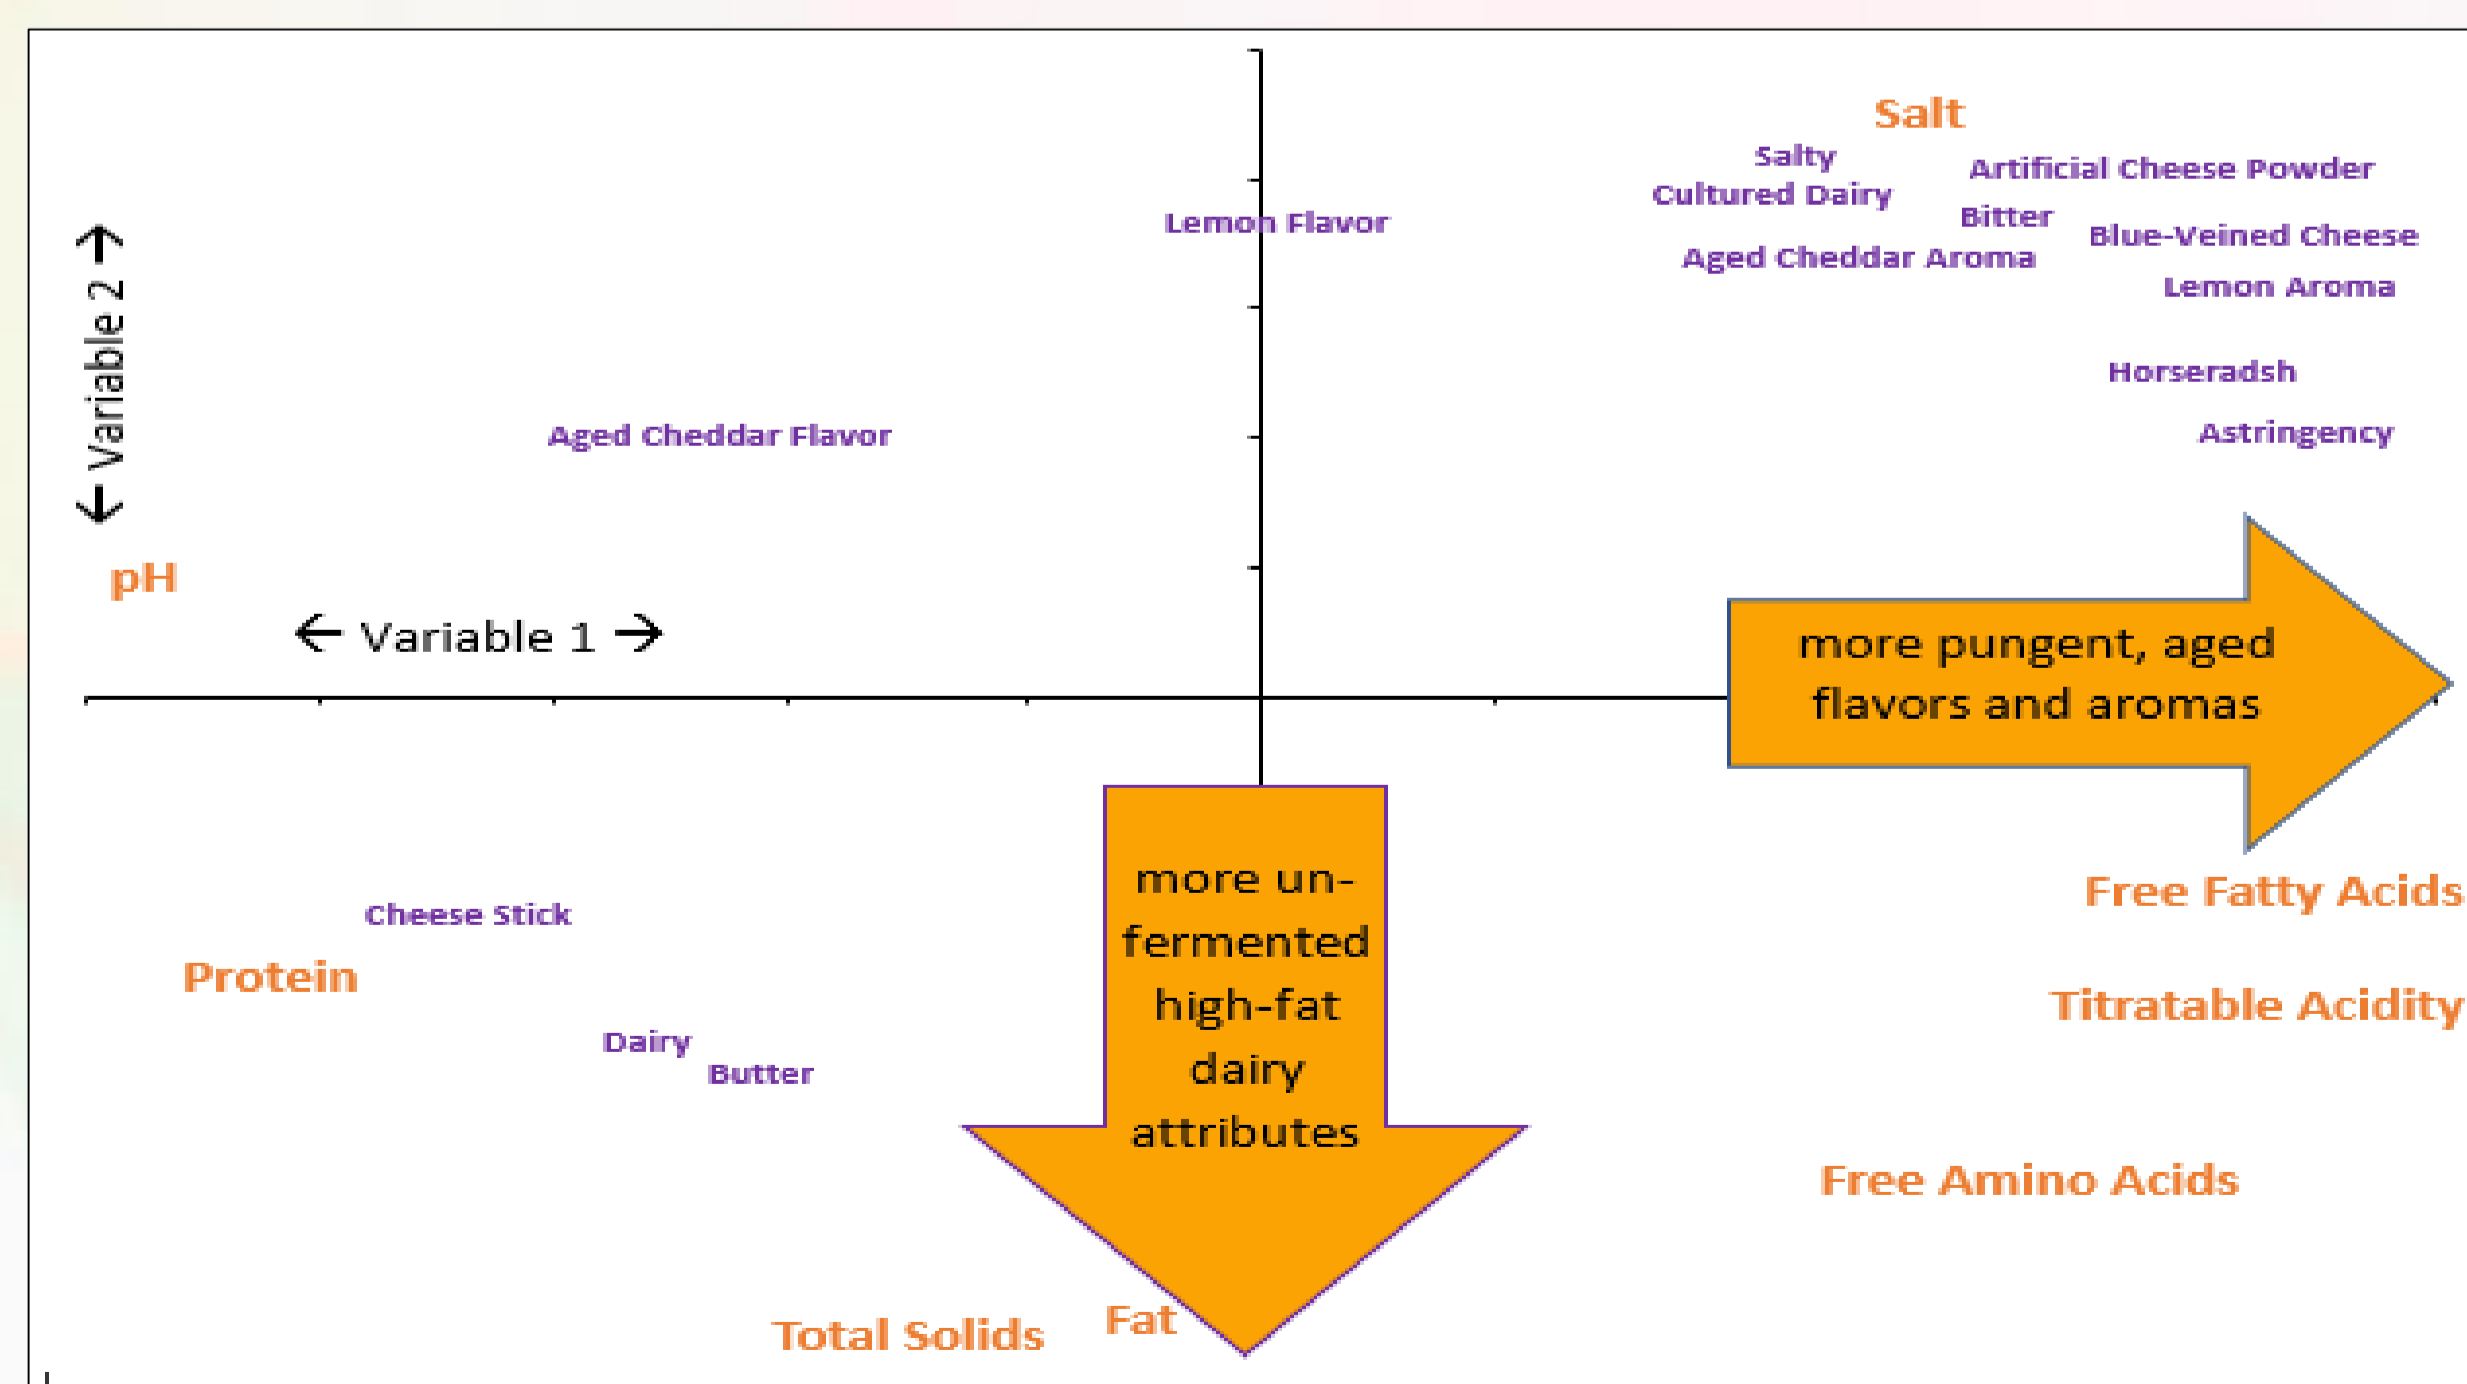 Salt
Salty
Artificial Cheese Powder
Cultured Dairy
Bitter
Lemon Flavor
Blue-Veined Cheese
Aged Cheddar Aroma
Lemon Aroma
← Variable 2 →
Horseradsh
Aged Cheddar Flavor
Astringency
pH
← Variable 1 →
more pungent, aged
flavors and aromas
more un-
fermented
high-fat
dairy
attributes
Free Fatty Acids
Cheese Stick
Protein
Titratable Acidity
Dairy
Butter
Free Amino Acids
Total Solids
Fat